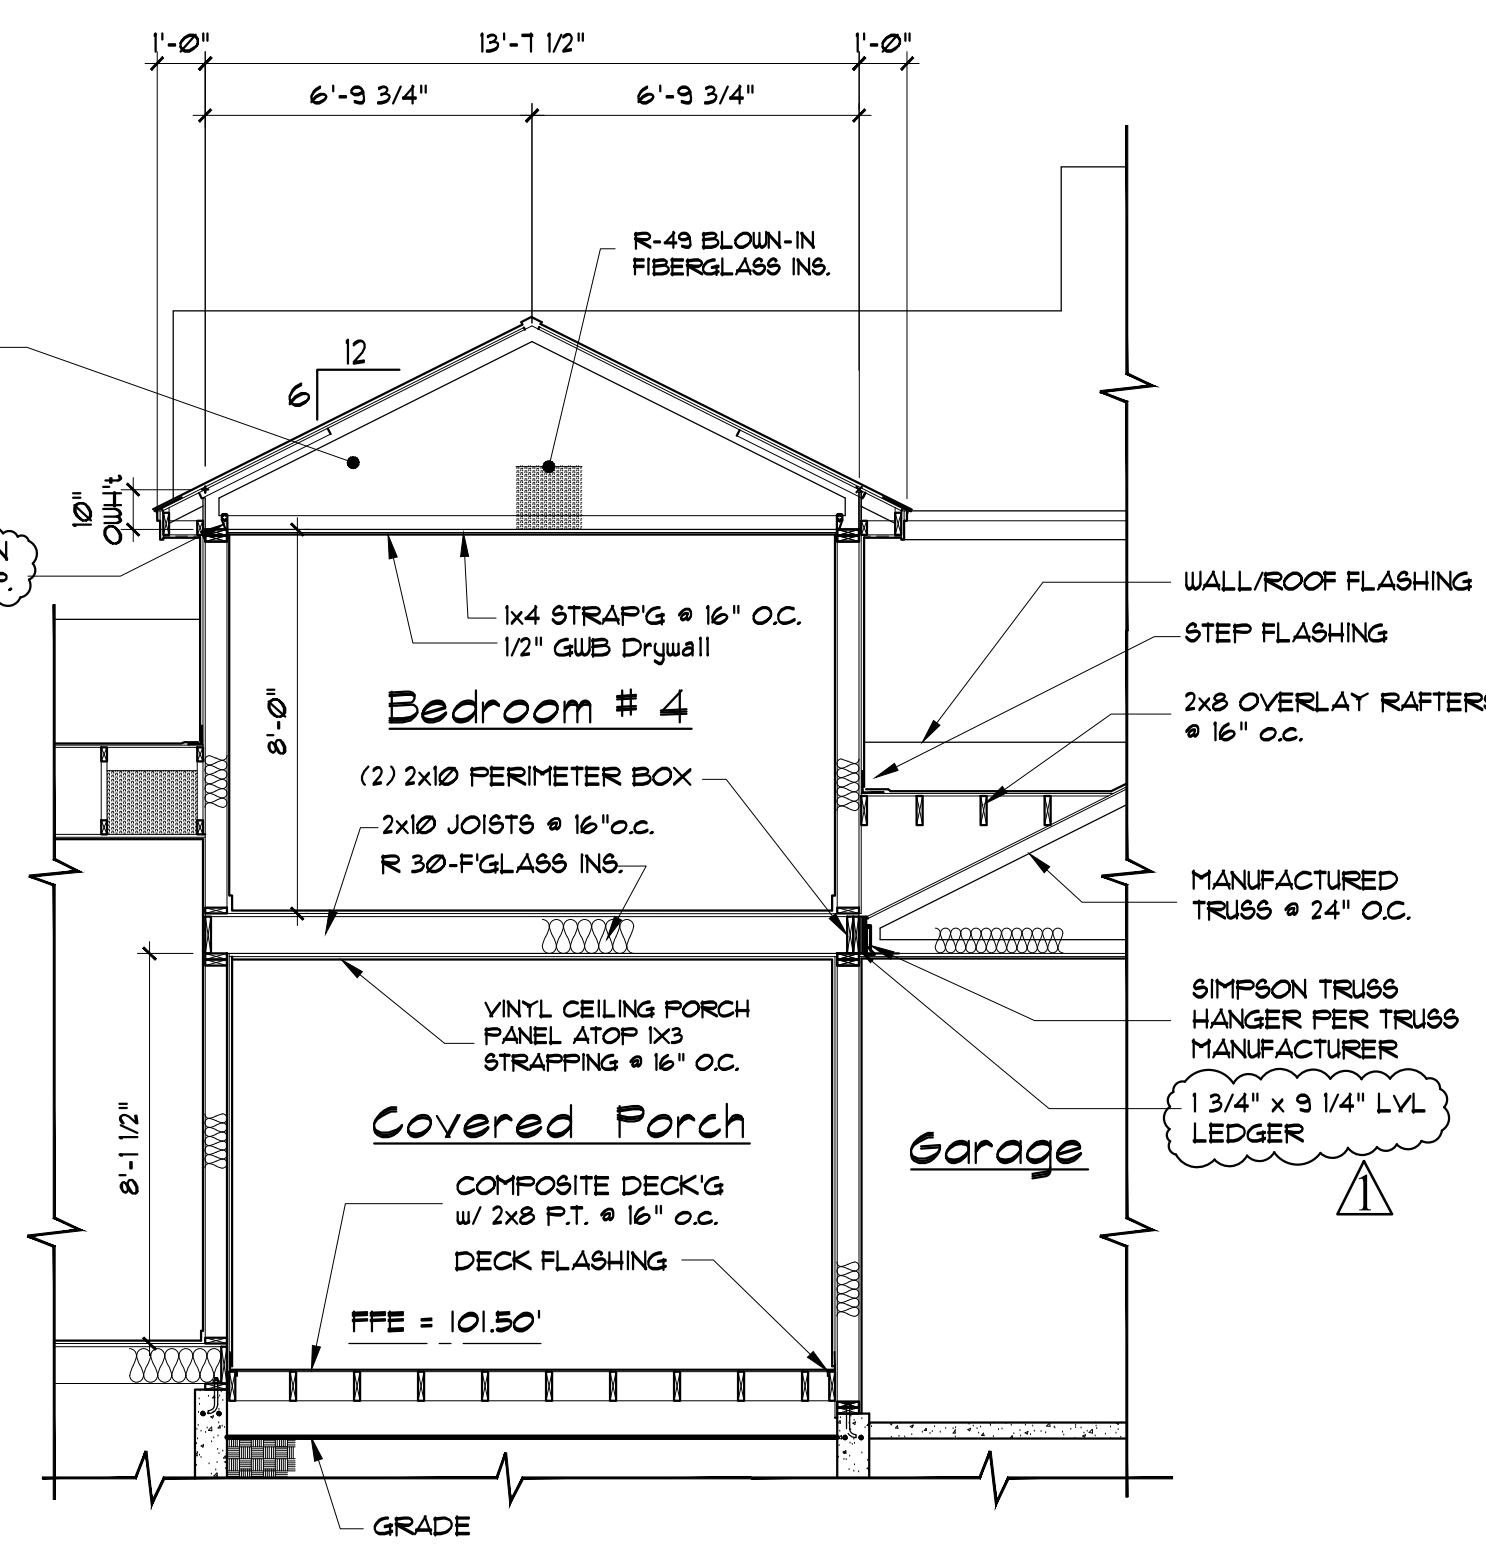 1'-0" 13'-7 1/2" 1'-0"
6'-9 3/4" 6'-9 3/4"
R-49 BLOWN-IN
FIBERGLASS INS.
12
6
10"
OWH't
1x4 STRAP'G @ 16" O.C.
1/2" GWB Drywall
Bedroom # 4
8'-0"
(2) 2x10 PERIMETER BOX
2x10 JOISTS @ 16"o.c.
R 30-F'GLASS INS.
WALL/ROOF FLASHING
STEP FLASHING
2x8 OVERLAY RAFTERS
@ 16" o.c.
MANUFACTURED
TRUSS @ 24" O.C.
SIMPSON TRUSS
HANGER PER TRUSS
MANUFACTURER
1 3/4" x 9 1/4" LVL
LEDGER
1
VINYL CEILING PORCH
PANEL ATOP 1X3
STRAPPING @ 16" O.C.
8'-1 1/2"
Covered Porch
Garage
COMPOSITE DECK'G
w/ 2x8 P.T. @ 16" o.c.
DECK FLASHING
FFE = 101.50'
GRADE